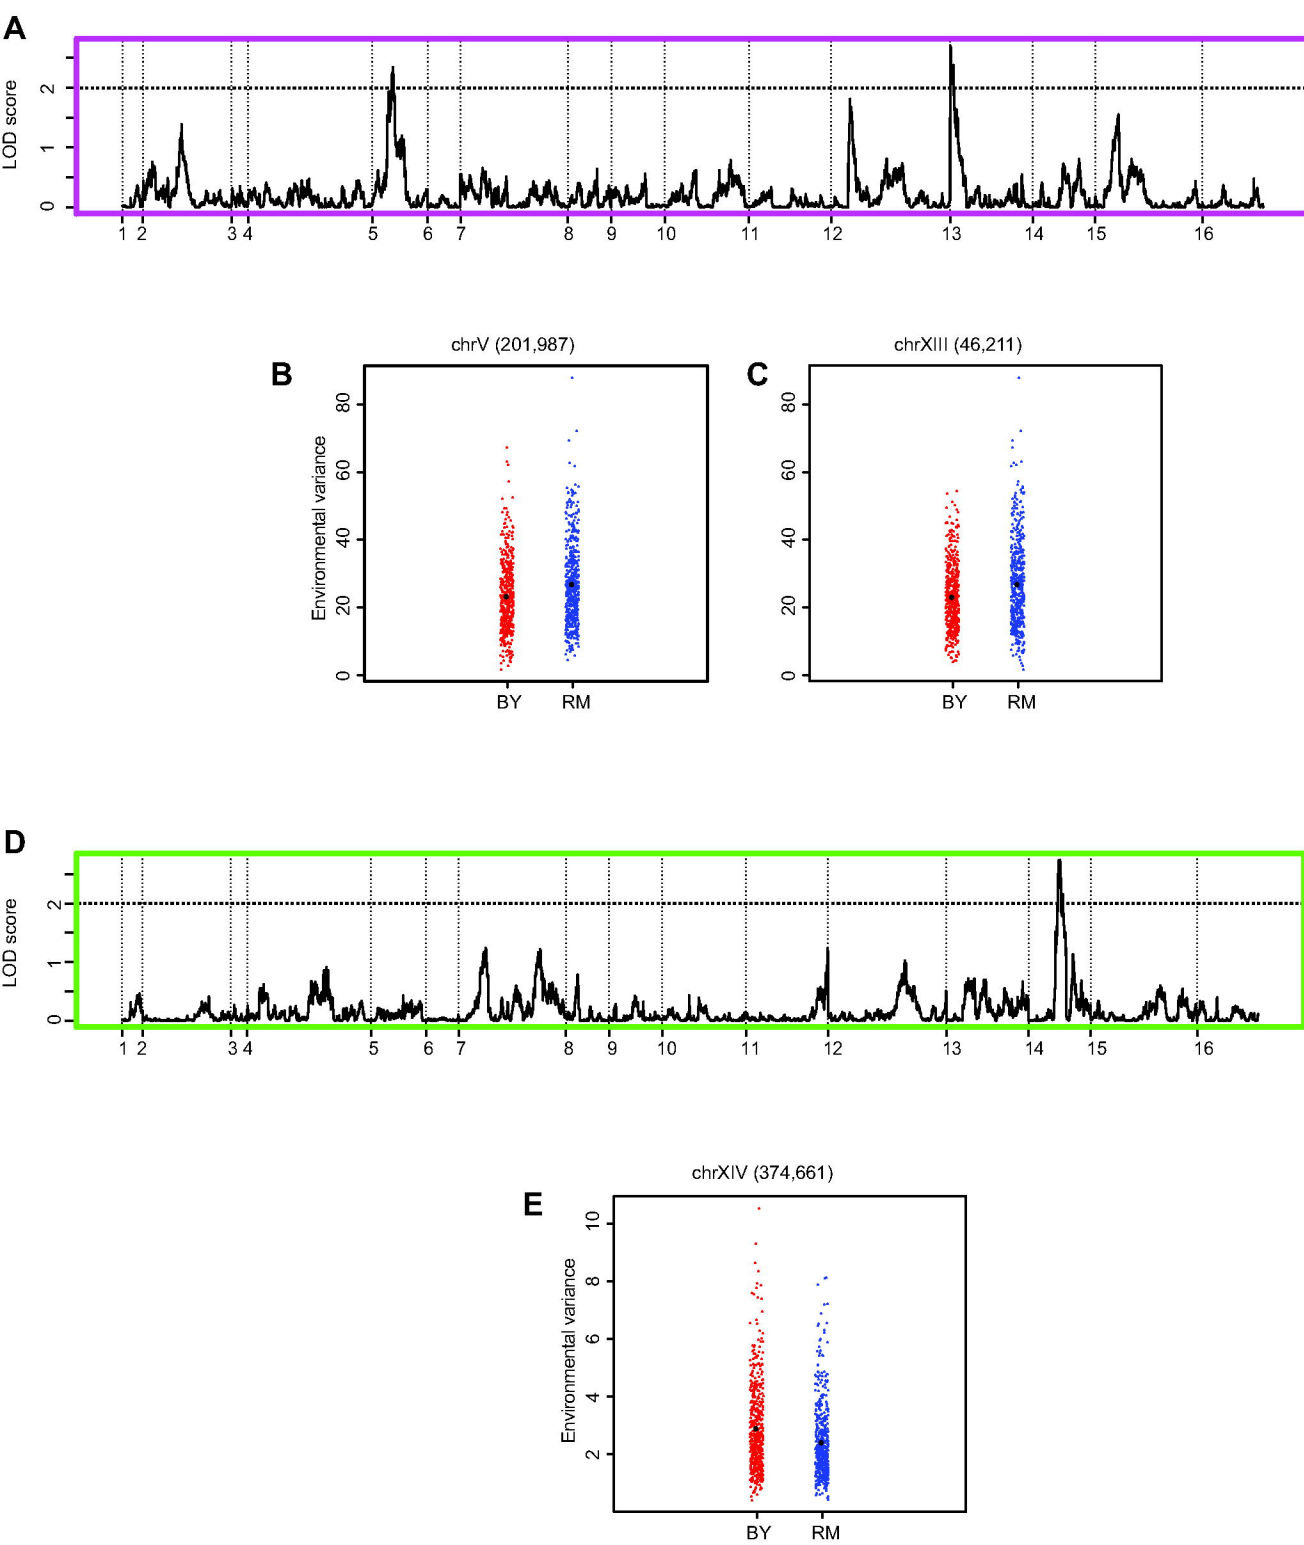 A
LOD score
2
1
0
1 2 3 4 5 6 7 8 9 10 11 12 13 14 15 16
chrV (201,987)
chrXIII (46,211)
B
C
Environmental variance
80
60
40
20
0
80
60
40
20
0
BY RM
BY RM
D
LOD score
2
1
0
1 2 3 4 5 6 7 8 9 10 11 12 13 14 15 16
chrXIV (374,661)
E
Environmental variance
10
8
6
4
2
BY RM